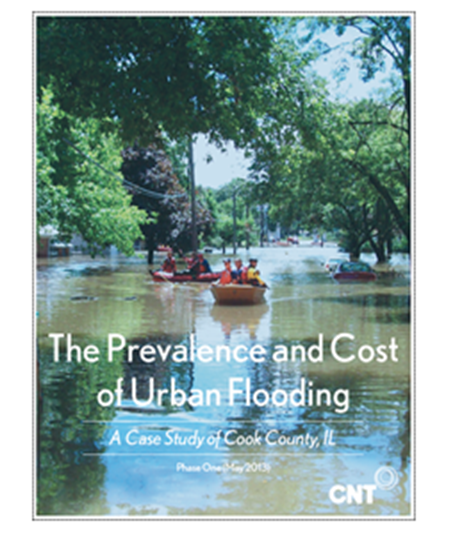 The Prevalence and Cost
of Urban Flooding
A Case Study of Cook County, IL
Phase One (May 2013)
CNT